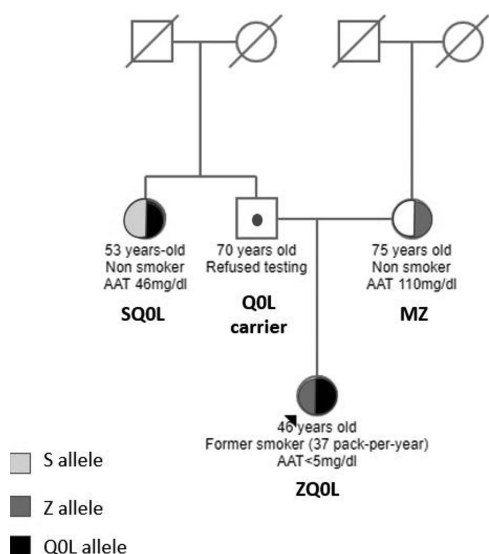 53 years-old
Non smoker
AAT 46mg/dl
SQ0L
70 years old
Refused testing
Q0L
carrier
75 years old
Non smoker
AAT 110mg/dl
MZ
46 years old
Former smoker (37 pack-per-year)
AAT<5mg/dl
ZQ0L
S allele
Z allele
Q0L allele